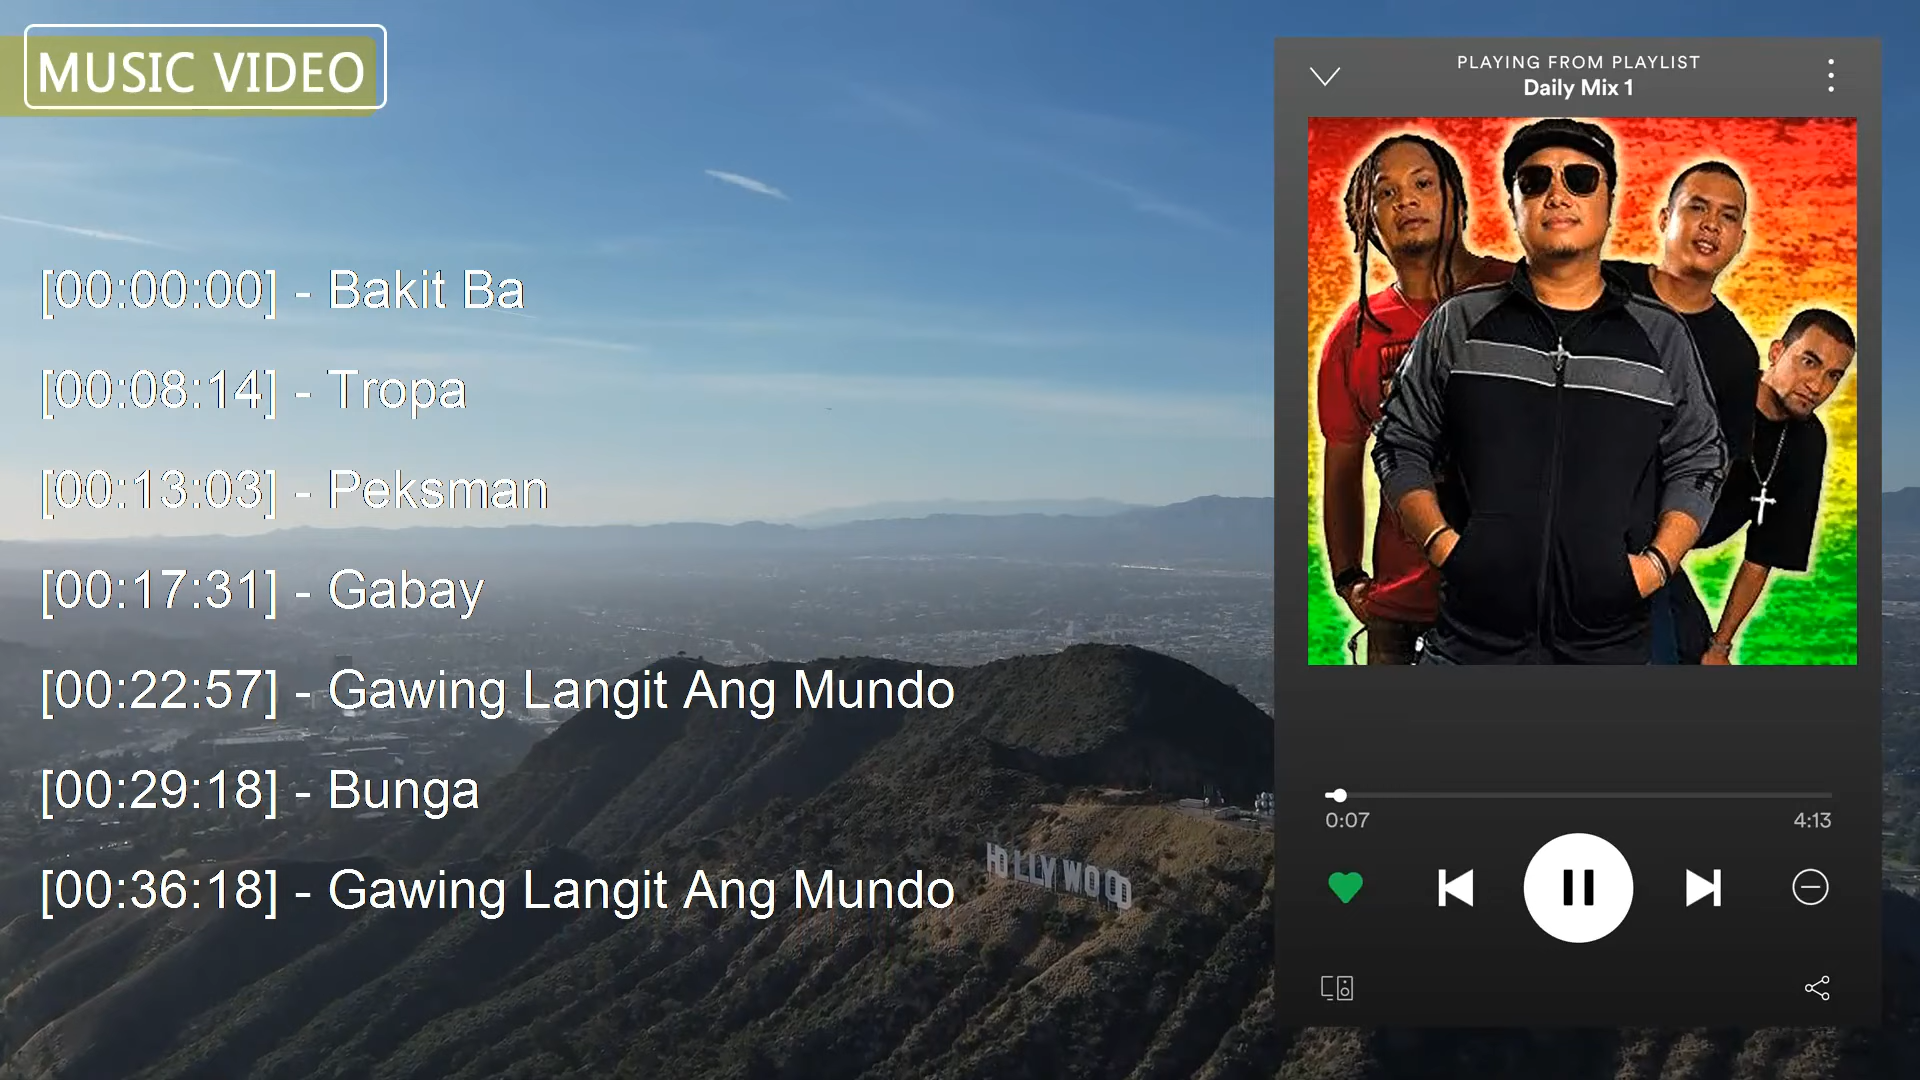 MUSIC VIDEO
[00:00:00] - Bakit Ba
[00:08:14] - Tropa
[00:13:03] - Peksman
[00:17:31] - Gabay
[00:22:57] - Gawing Langit Ang Mundo
[00:29:18] - Bunga
[00:36:18] - Gawing Langit Ang Mundo
HOLLYWOOD
PLAYING FROM PLAYLIST
Daily Mix 1
0:07
4:13